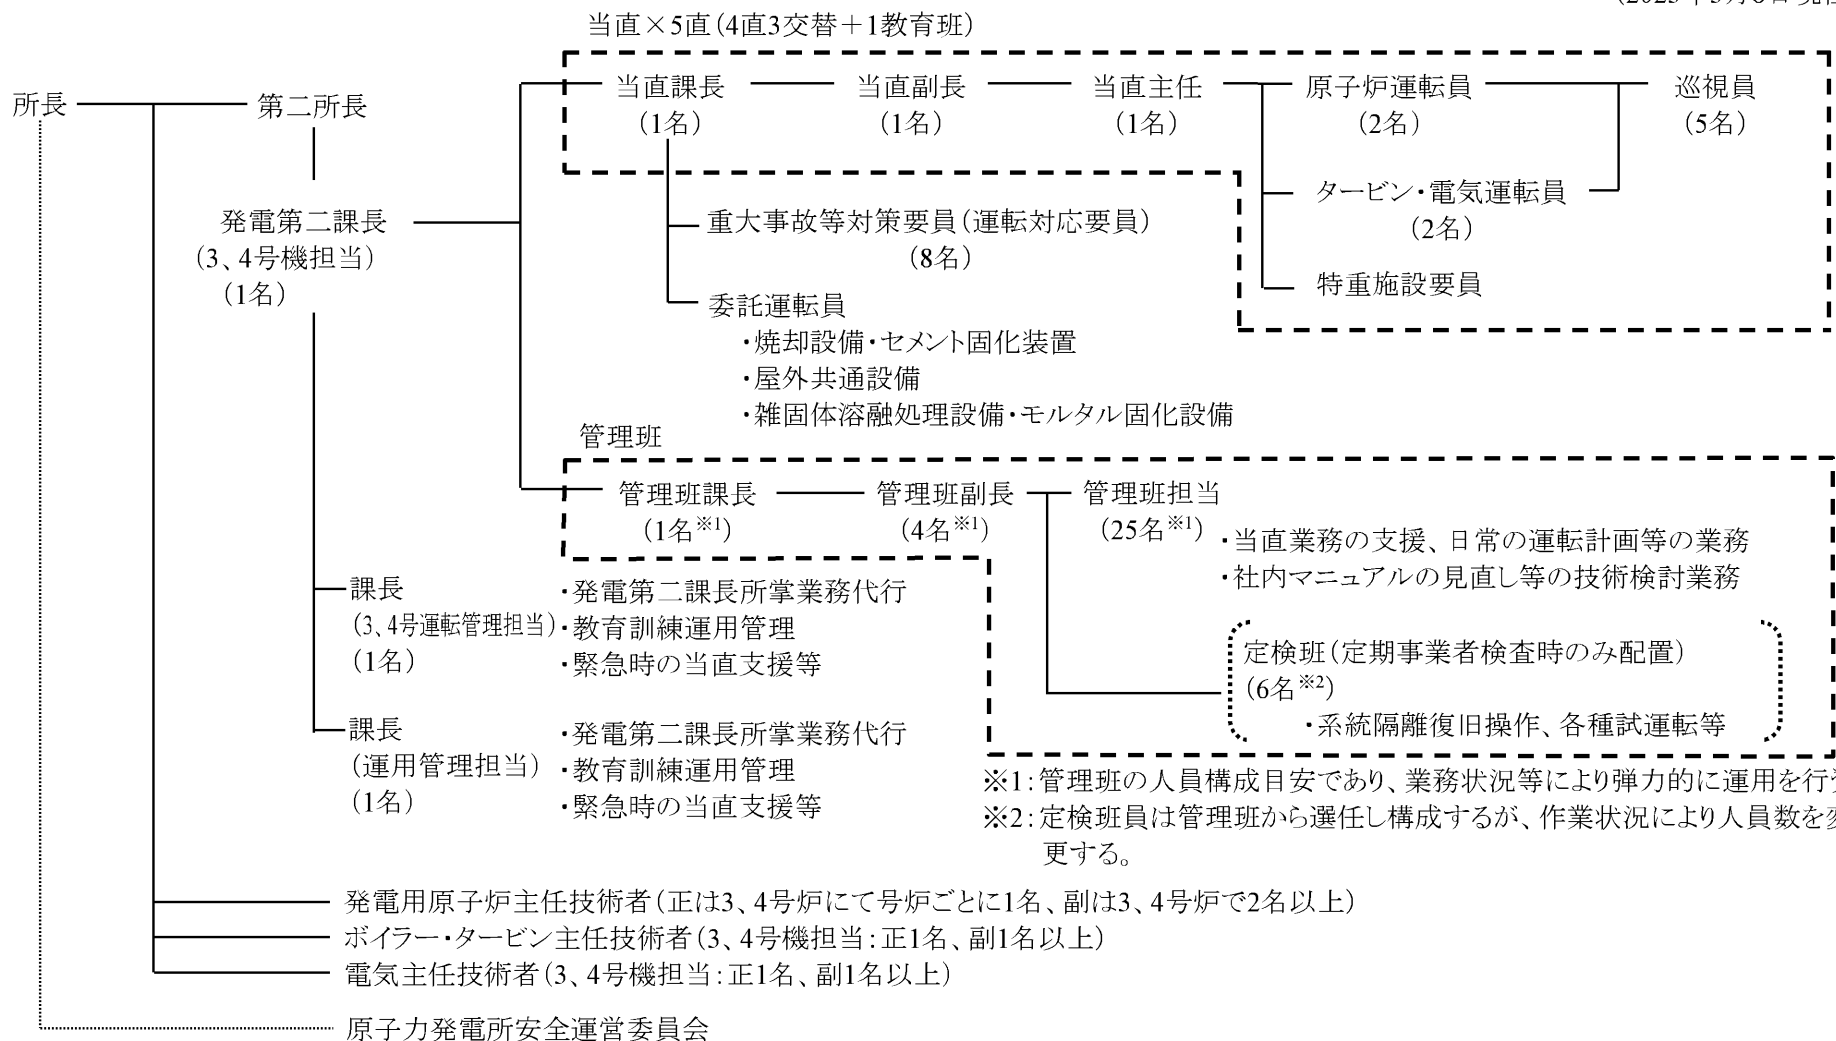 当直×5直(4直3交替+1教育班)
所長
第二所長
当直課長
(1名)
当直副長
(1名)
当直主任
(1名)
原子炉運転員
(2名)
巡視員
(5名)
タービン・電気運転員
(2名)
特重施設要員
発電第二課長
(3、4号機担当)
(1名)
重大事故等対策要員(運転対応要員)
(8名)
委託運転員
・焼却設備・セメント固化装置
・屋外共通設備
・雑固体溶融処理設備・モルタル固化設備
管理班
管理班課長
(1名※1)
管理班副長
(4名※1)
管理班担当
(25名※1)
・当直業務の支援、日常の運転計画等の業務
・社内マニュアルの見直し等の技術検討業務
定検班(定期事業者検査時のみ配置)
(6名※2)
・系統隔離復旧操作、各種試運転等
課長
(3、4号運転管理担当)
(1名)
・発電第二課長所掌業務代行
・教育訓練運用管理
・緊急時の当直支援等
課長
(運用管理担当)
(1名)
・発電第二課長所掌業務代行
・教育訓練運用管理
・緊急時の当直支援等
※1:管理班の人員構成目安であり、業務状況等により弾力的に運用を行う
※2:定検班員は管理班から選任し構成するが、作業状況により人員数を変
更する。
発電用原子炉主任技術者(正は3、4号炉にて号炉ごとに1名、副は3、4号炉で2名以上)
ボイラー・タービン主任技術者(3、4号機担当:正1名、副1名以上)
電気主任技術者(3、4号機担当:正1名、副1名以上)
原子力発電所安全運営委員会